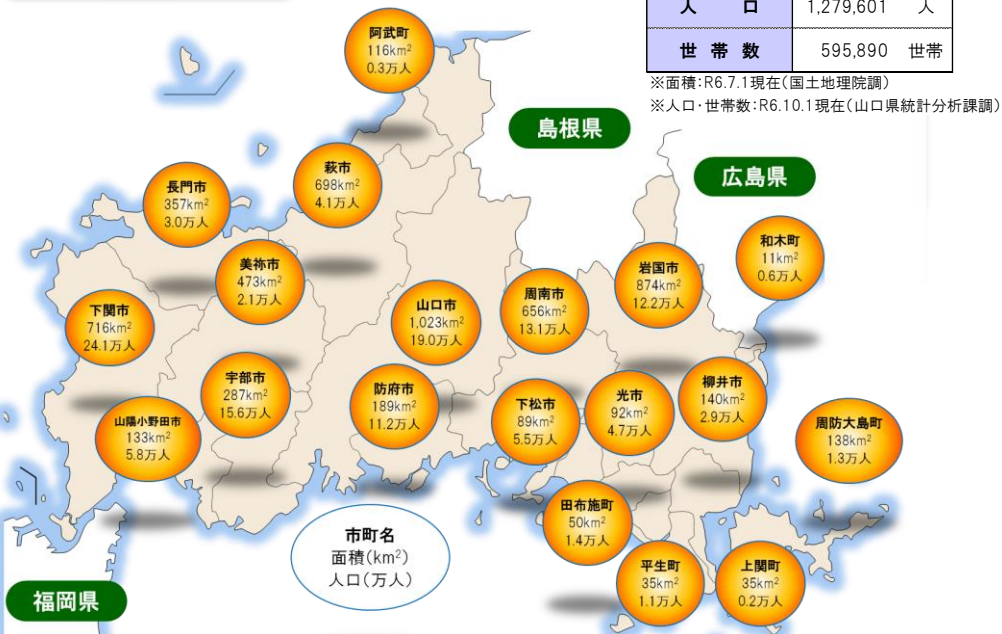 人 口 1,279,601 人
世 帯 数 595,890 世帯
※面積:R6.7.1現在(国土地理院調)
※人口・世帯数:R6.10.1現在(山口県統計分析課調)
阿武町
116km²
0.3万人
島根県
広島県
萩市
698km²
4.1万人
長門市
357km²
3.0万人
和木町
11km²
0.6万人
美祢市
473km²
2.1万人
岩国市
874km²
12.2万人
下関市
716km²
24.1万人
山口市
1,023km²
19.0万人
周南市
656km²
13.1万人
宇部市
287km²
15.6万人
防府市
189km²
11.2万人
下松市
89km²
5.5万人
光市
92km²
4.7万人
柳井市
140km²
2.9万人
山陽小野田市
133km²
5.8万人
周防大島町
138km²
1.3万人
田布施町
50km²
1.4万人
市町名
面積(km²)
人口(万人)
平生町
35km²
1.1万人
上関町
35km²
0.2万人
福岡県